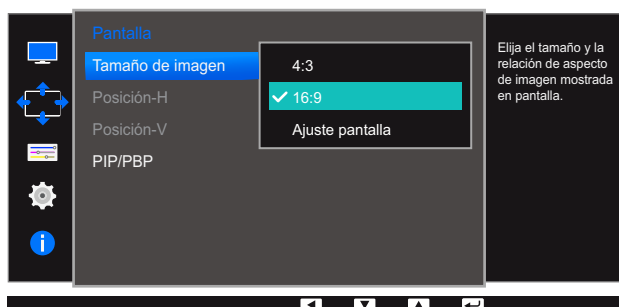 Pantalla
Tamaño de imagen
Posición-H
Posición-V
PIP/PBP
4:3
16:9
Ajuste pantalla
Elija el tamaño y la
relación de aspecto
de imagen mostrada
en pantalla.